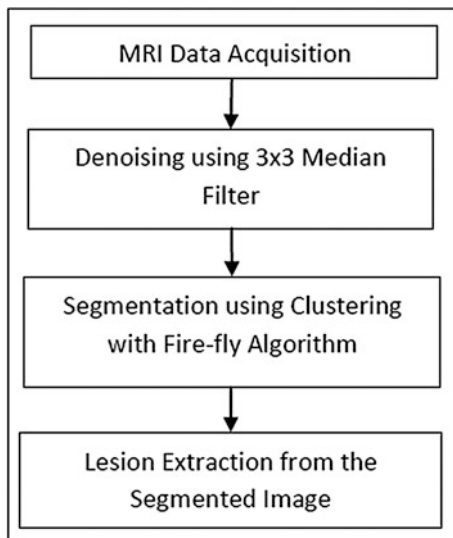 MRI Data Acquisition
Denoising using 3x3 Median
Filter
Segmentation using Clustering
with Fire-fly Algorithm
Lesion Extraction from the
Segmented Image